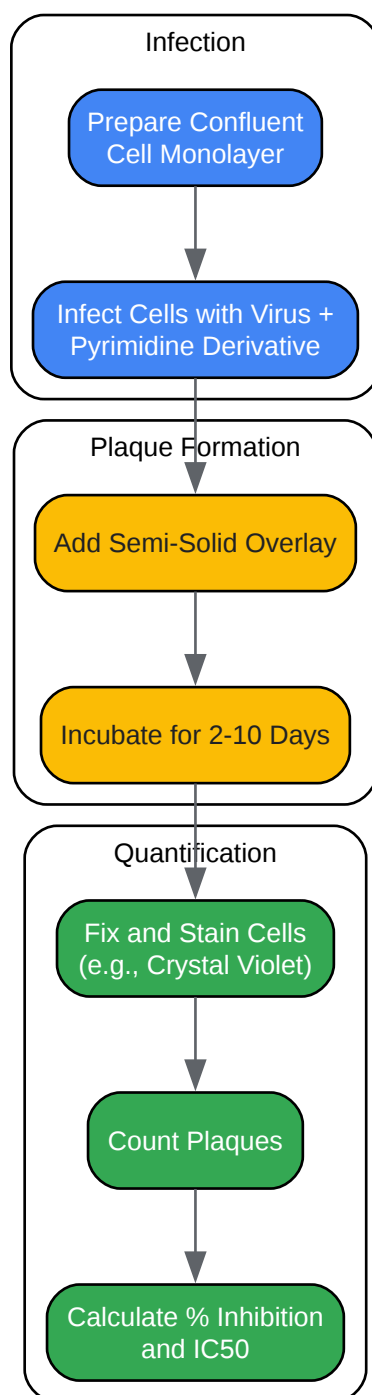 Infection
Prepare Confluent
Cell Monolayer
Infect Cells with Virus +
Pyrimidine Derivative
Plaque Formation
Add Semi-Solid Overlay
Incubate for 2-10 Days
Quantification
Fix and Stain Cells
(e.g., Crystal Violet)
Count Plaques
Calculate % Inhibition
and IC50